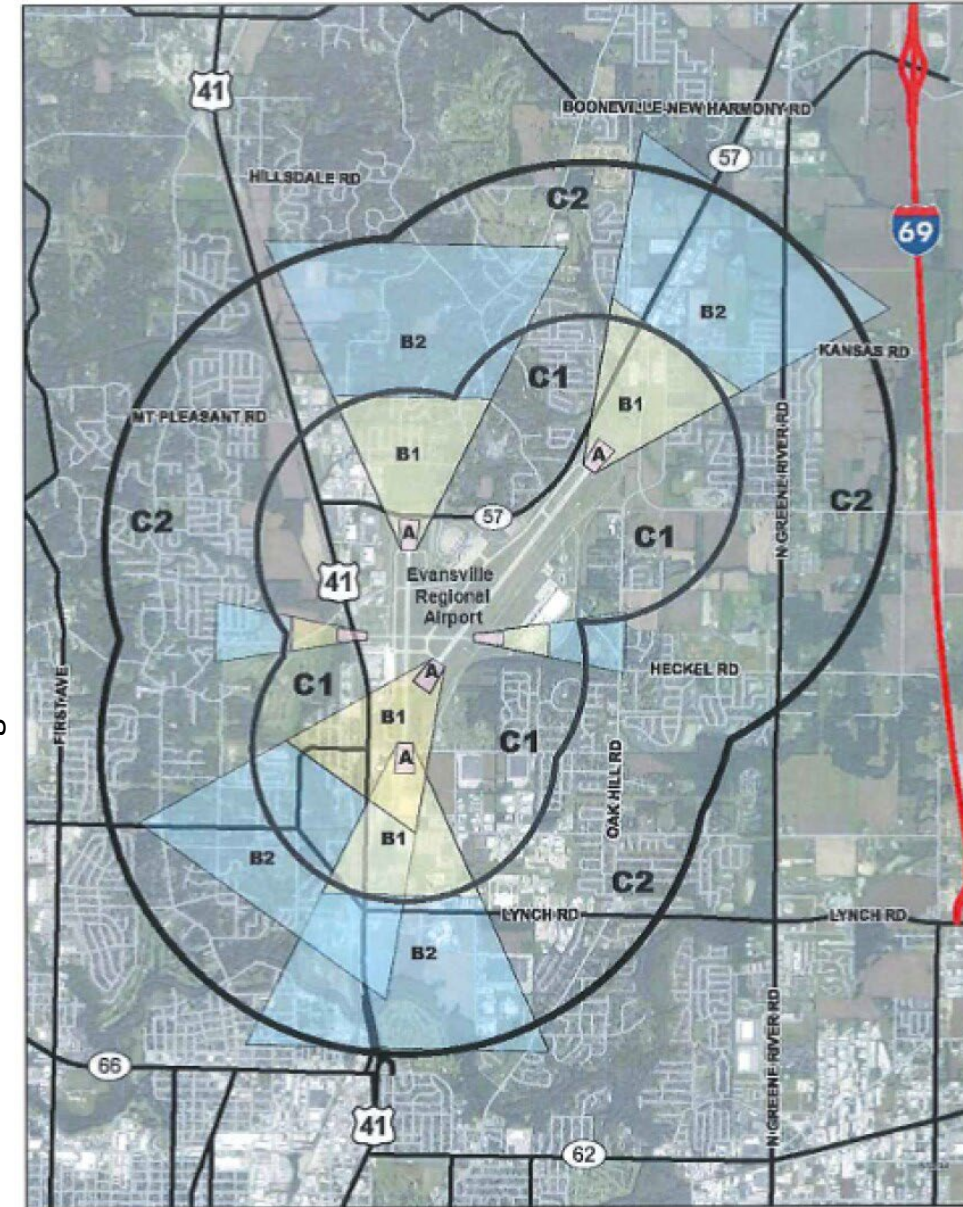 41
BOONEVILLE-NEW HARMONY RD
57
HILLSDALE RD
C2
69
B2
B2
KANSAS RD
C1
MT PLEASANT RD
B1
B1
A
N GREENE RIVER RD
C2
C2
57
A
C1
41
Evansville
Regional
Airport
HECKEL RD
A
C1
FIRST AVE
B1
C1
A
OAK HILL RD
B1
B2
C2
LYNCH RD
LYNCH RD
B2
N GREENE RIVER RD
66
41
62